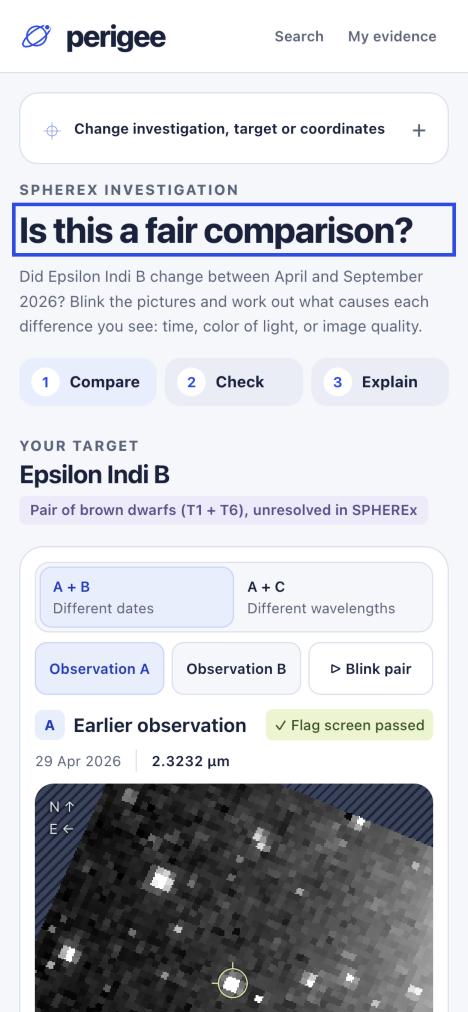 perigee
Search
My evidence
Change investigation, target or coordinates
SPHEREX INVESTIGATION
Is this a fair comparison?
Did Epsilon Indi B change between April and September
2026? Blink the pictures and work out what causes each
difference you see: time, color of light, or image quality.
1 Compare
2 Check
3 Explain
YOUR TARGET
Epsilon Indi B
Pair of brown dwarfs (T1 + T6), unresolved in SPHEREx
A + B
Different dates
A + C
Different wavelengths
Observation A
Observation B
Blink pair
A Earlier observation
✓ Flag screen passed
29 Apr 2026
2.3232 μm
N ↑
E ←